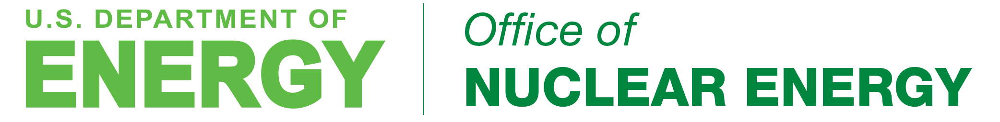 U.S. DEPARTMENT OF
ENERGY
Office of
NUCLEAR ENERGY